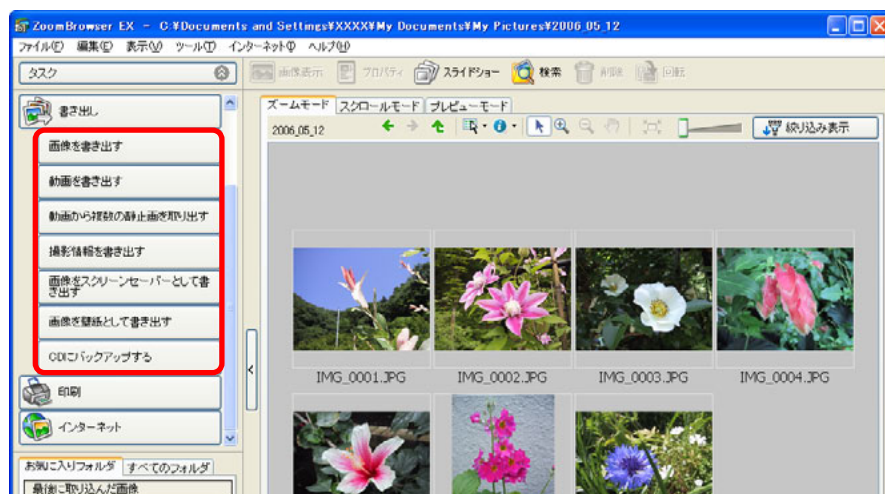 ZoomBrowser EX - C:¥Documents and Settings¥XXXX¥My Documents¥My Pictures¥2006_05_12
ファイル(F) 編集(E) 表示(V) ツール(T) インターネット(I) ヘルプ(H)
タスク
画像表示 プロパティ スライドショー 検索 削除 回転
書き出し
画像を書き出す
動画を書き出す
動画から複数の静止画を取り出す
撮影情報を書き出す
画像をスクリーンセーバーとして書
き出す
画像を壁紙として書き出す
CDにバックアップする
印刷
インターネット
お気に入りフォルダ すべてのフォルダ
最後に取り込んだ画像
ズームモード スクロールモード プレビューモード
2006_05_12
絞り込み表示
IMG_0001.JPG IMG_0002.JPG IMG_0003.JPG IMG_0004.JPG